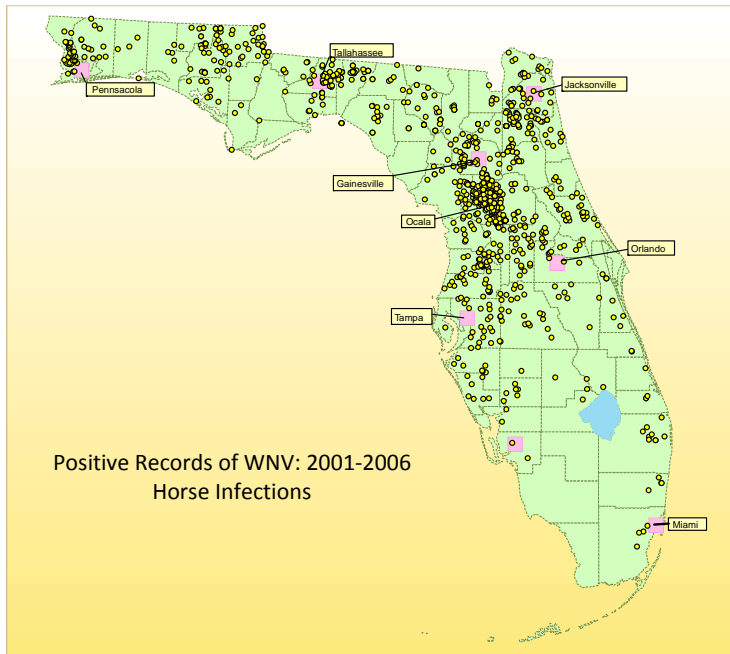 Tallahassee
Pennsacola
Jacksonville
Gainesville
Ocala
Orlando
Tampa
Positive Records of WNV: 2001-2006
Horse Infections
Miami